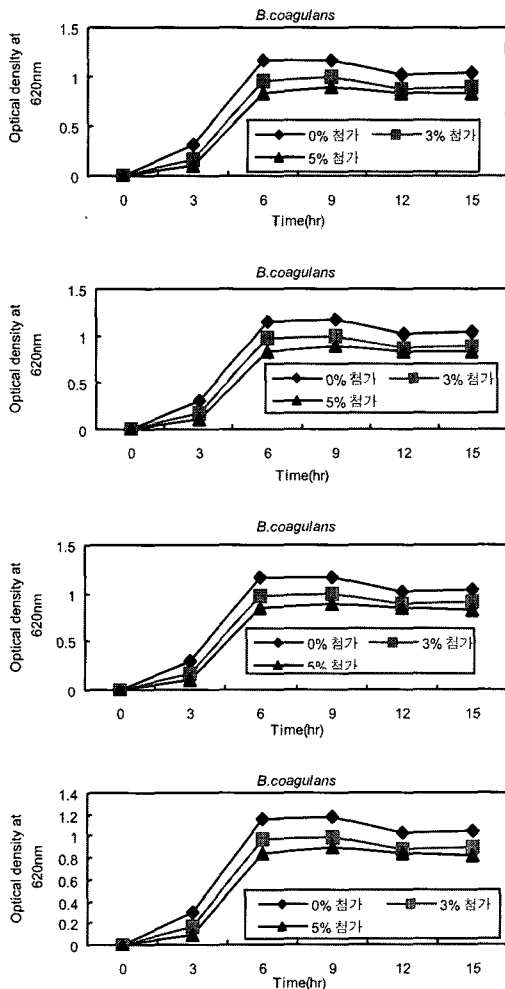 B.coagulans
Optical density at
620nm
1.5
1
0.5
0
0% 첨가 3% 첨가
5% 첨가
0 3 6 9 12 15
Time(hr)
B.coagulans
Optical density at
620nm
1.5
1
0.5
0
0% 첨가 3% 첨가
5% 첨가
0 3 6 9 12 15
Time(hr)
B.coagulans
Optical density at
620nm
1.5
1
0.5
0
0% 첨가 3% 첨가
5% 첨가
0 3 6 9 12 15
Time(hr)
B.coagulans
Optical density at
620nm
1.4
1.2
1
0.8
0.6
0.4
0.2
0
0% 첨가 3% 첨가
5% 첨가
0 3 6 9 12 15
Time(hr)